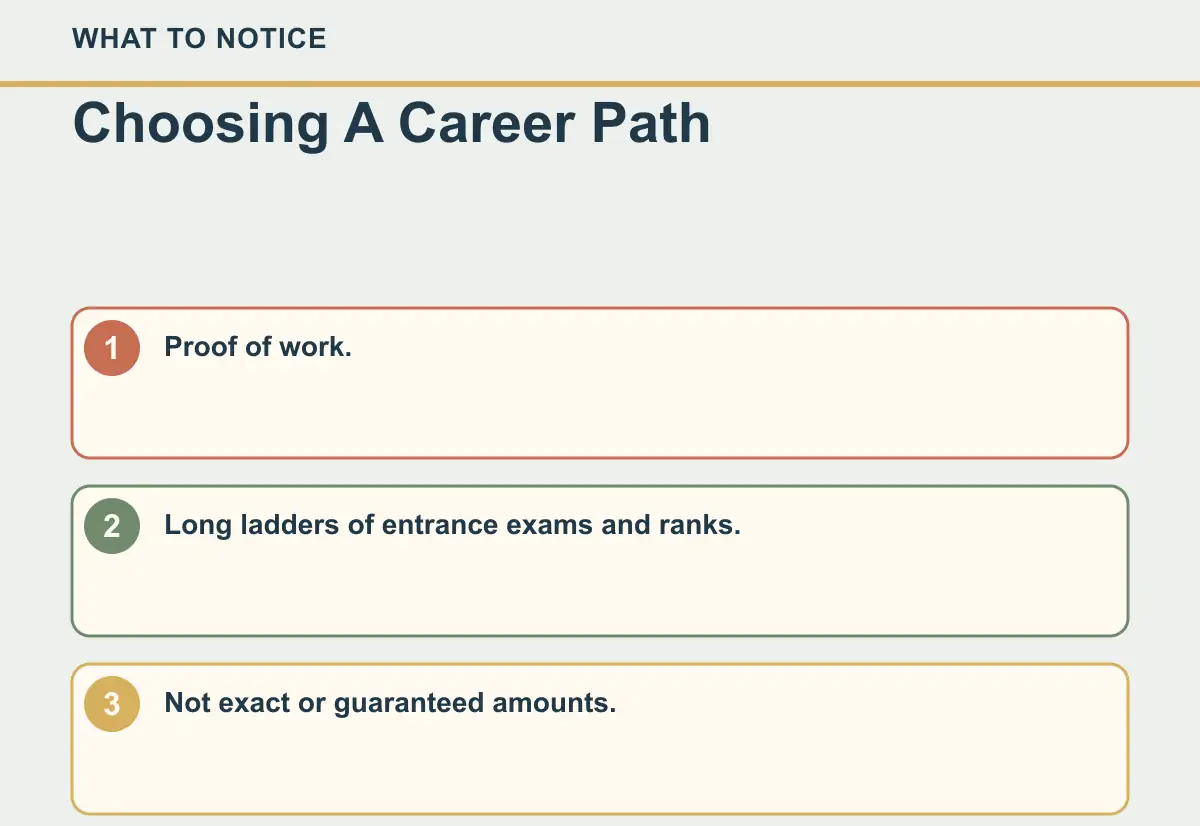 WHAT TO NOTICE
Choosing A Career Path
1 Proof of work.
2 Long ladders of entrance exams and ranks.
3 Not exact or guaranteed amounts.